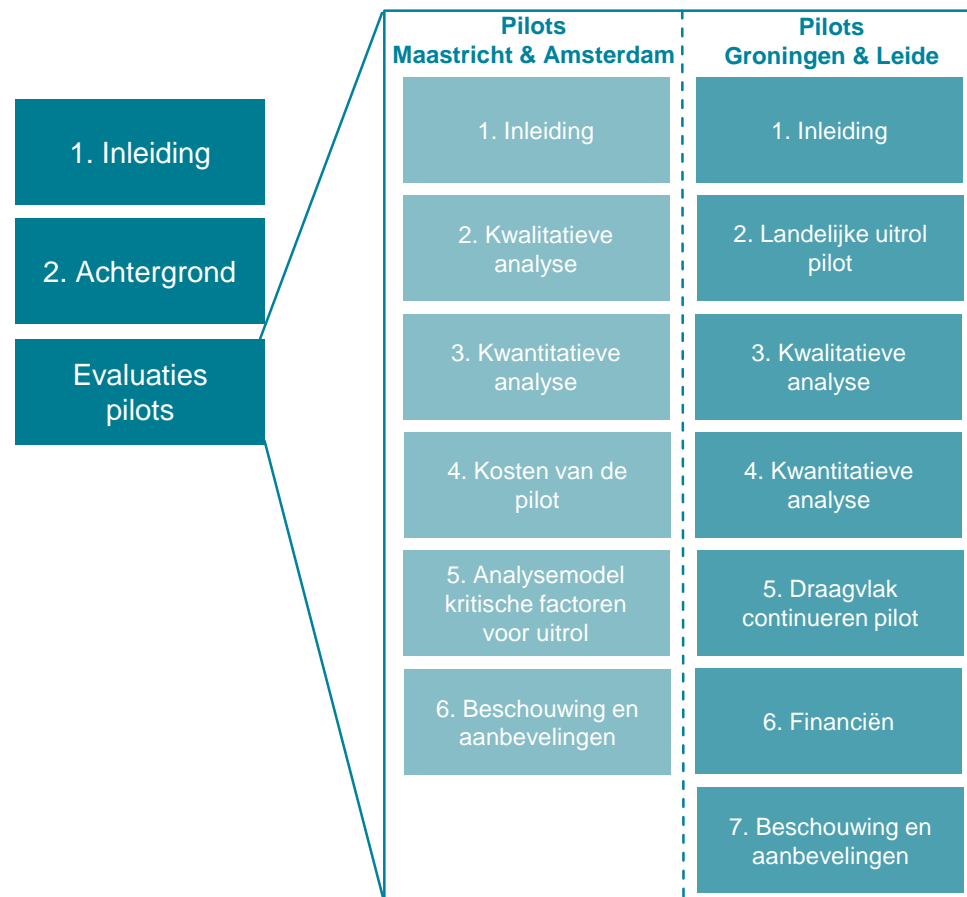 1. Inleiding
2. Achtergrond
Evaluaties
pilots
Pilots
Maastricht & Amsterdam
1. Inleiding
2. Kwalitatieve
analyse
3. Kwantitatieve
analyse
4. Kosten van de
pilot
5. Analysemodel
kritische factoren
voor uitrol
6. Beschouwing en
aanbevelingen
Pilots
Groningen & Leide
1. Inleiding
2. Landelijke uitrol
pilot
3. Kwalitatieve
analyse
4. Kwantitatieve
analyse
5. Draagvlak
continueren pilot
6. Financiën
7. Beschouwing en
aanbevelingen